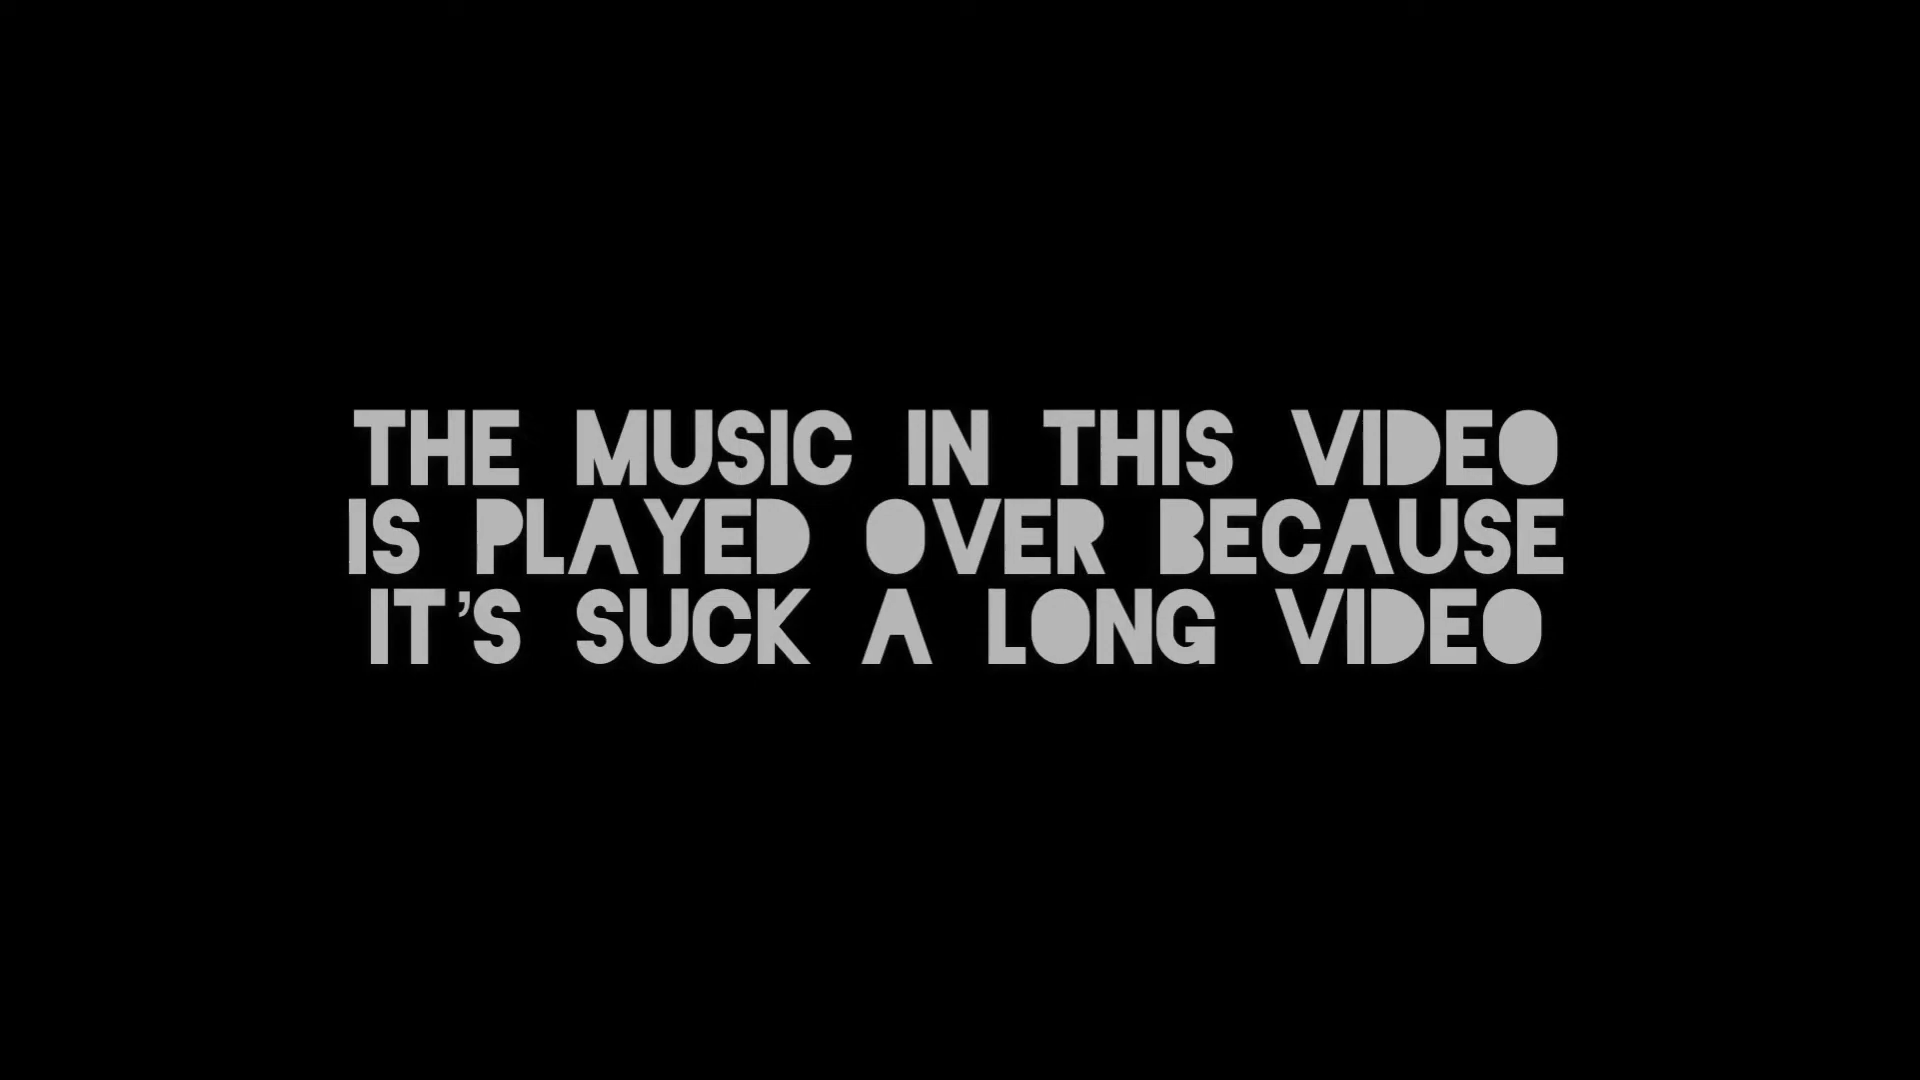 THE MUSIC IN THIS VIDEO
IS PLAYED OVER BECAUSE
IT'S SUCK A LONG VIDEO